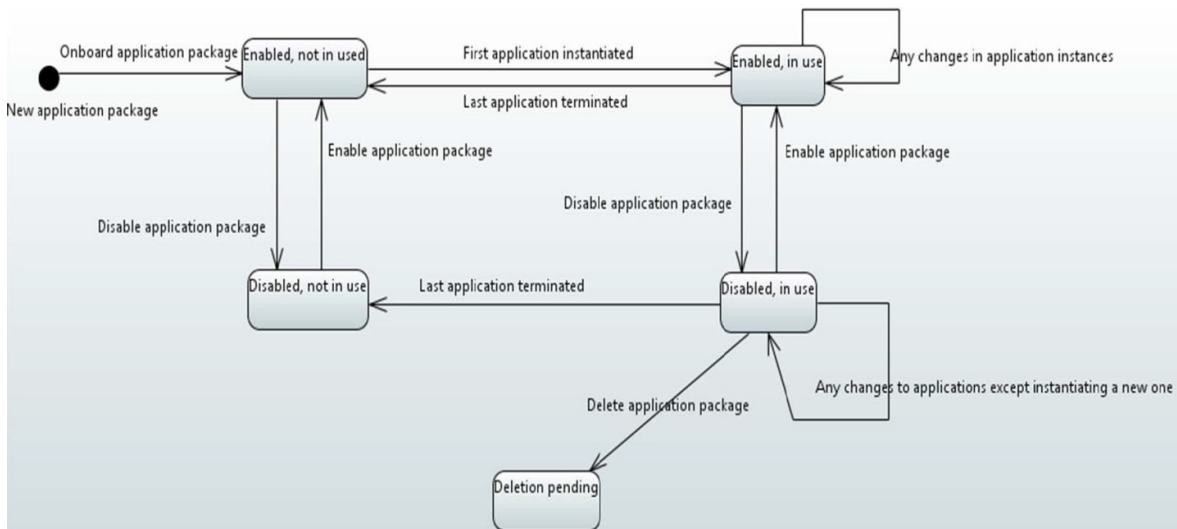 Onboard application package
Enabled, not in used
First application instantiated
Enabled, in use
Any changes in application instances
Last application terminated
New application package
Enable application package
Enable application package
Disable application package
Disable application package
Disabled, not in use
Last application terminated
Disabled, in use
Any changes to applications except instantiating a new one
Delete application package
Deletion pending